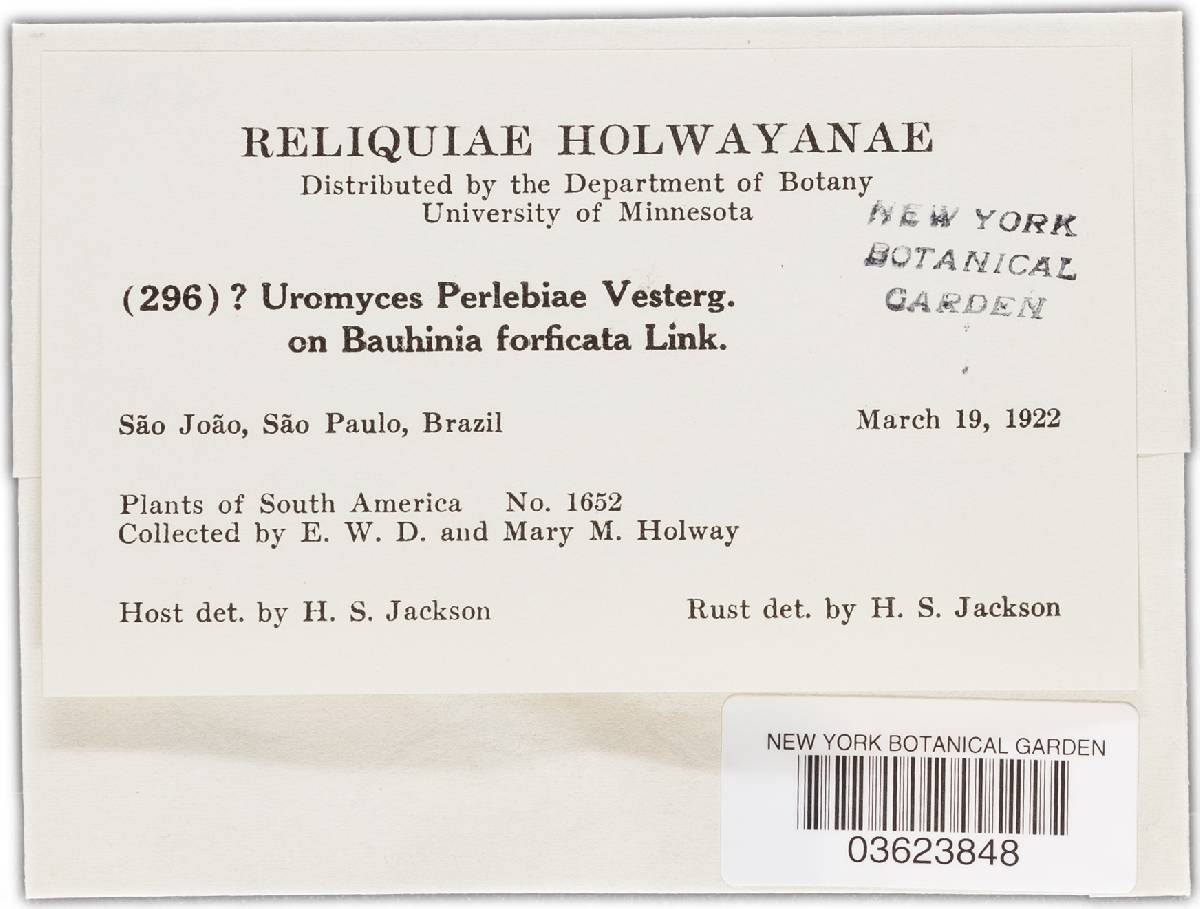 RELIQUIAE HOLWAYANAE
Distributed by the Department of Botany
University of Minnesota
NEW YORK
BOTANICAL
GARDEN
(296) ? Uromyces Perlebiae Vesterg.
on Bauhinia forficata Link.
São João, São Paulo, Brazil March 19, 1922
Plants of South America No. 1652
Collected by E. W. D. and Mary M. Holway
Host det. by H. S. Jackson Rust det. by H. S. Jackson
NEW YORK BOTANICAL GARDEN
03623848